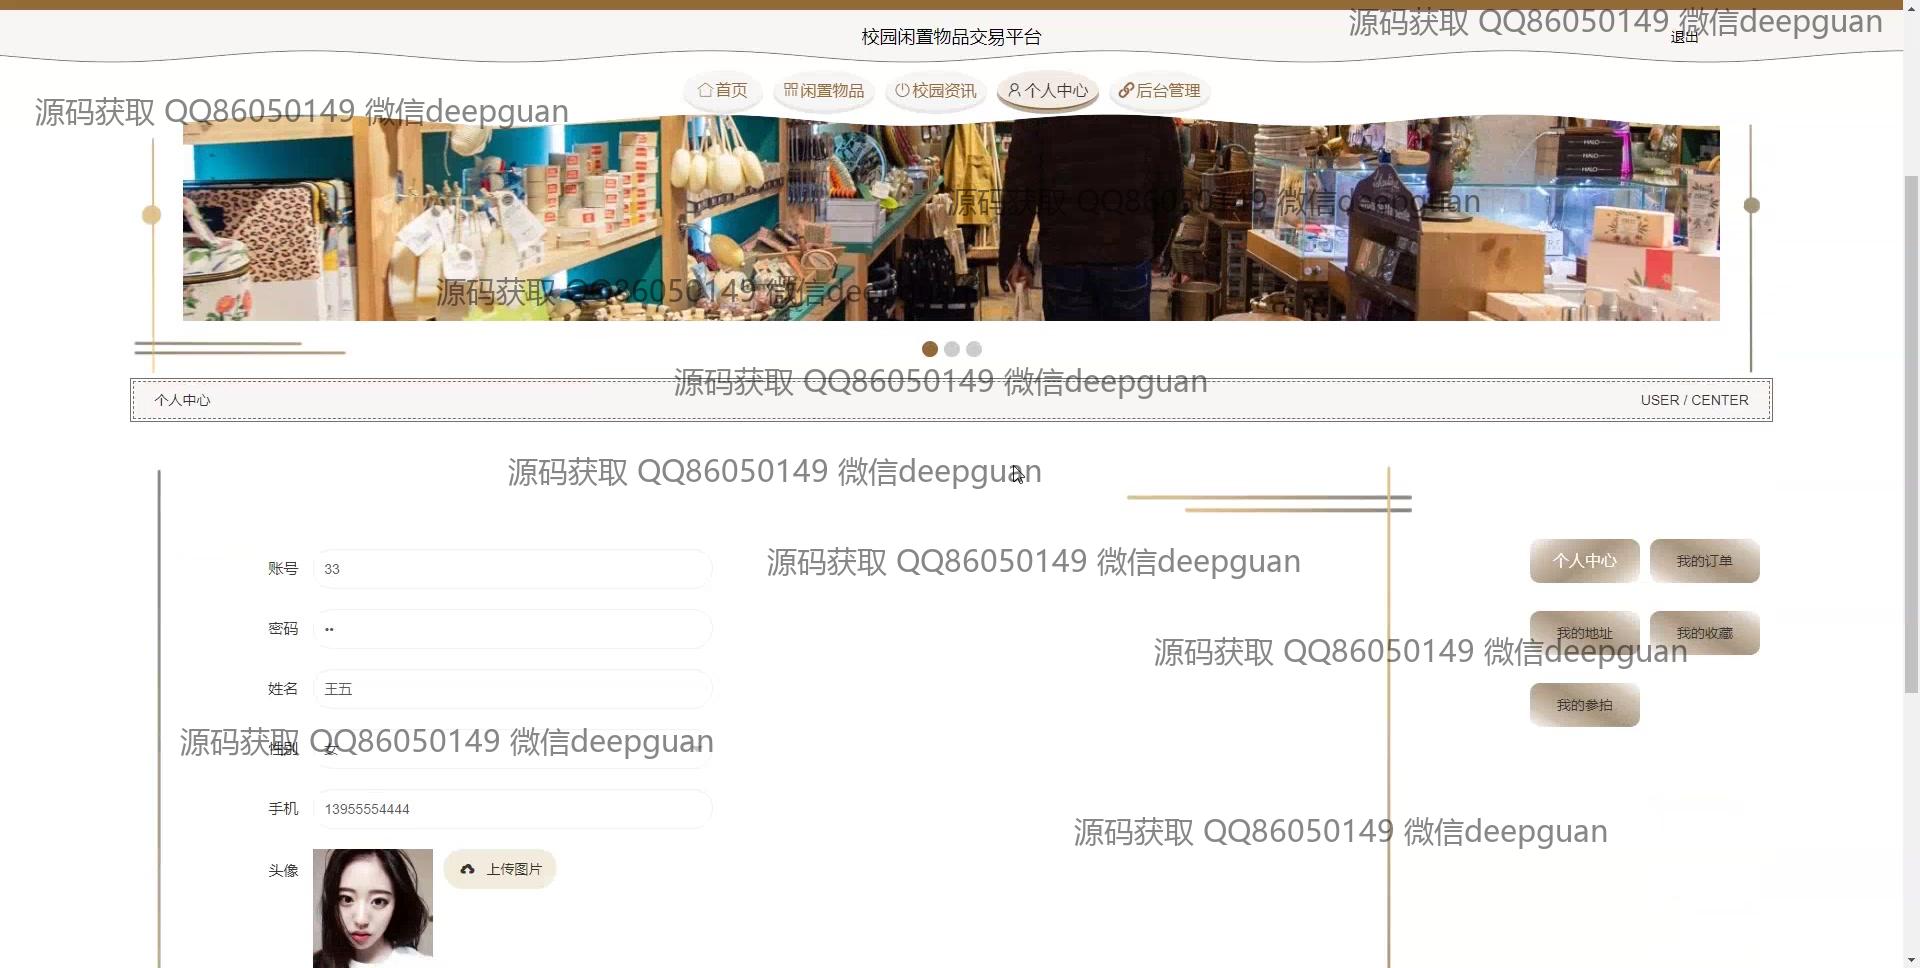 校园闲置物品交易平台
退出
源码获取 QQ86050149 微信deepguan
首页 闲置物品 校园资讯 个人中心 后台管理
源码获取 QQ86050149 微信deepguan
HALO
HALO
HALO
源码获取 QQ86050149 微信deepguan
源码获取 QQ86050149 微信dee
源码获取 QQ86050149 微信deepguan
个人中心 USER / CENTER
源码获取 QQ86050149 微信deepguan
源码获取 QQ86050149 微信deepguan
账号 33
密码 ••
姓名 王五
性别 女
手机 13955554444
头像 上传图片
个人中心 我的订单
我的地址 我的收藏
我的参拍
源码获取 QQ86050149 微信deepguan
源码获取 QQ86050149 微信deepguan
源码获取 QQ86050149 微信deepguan